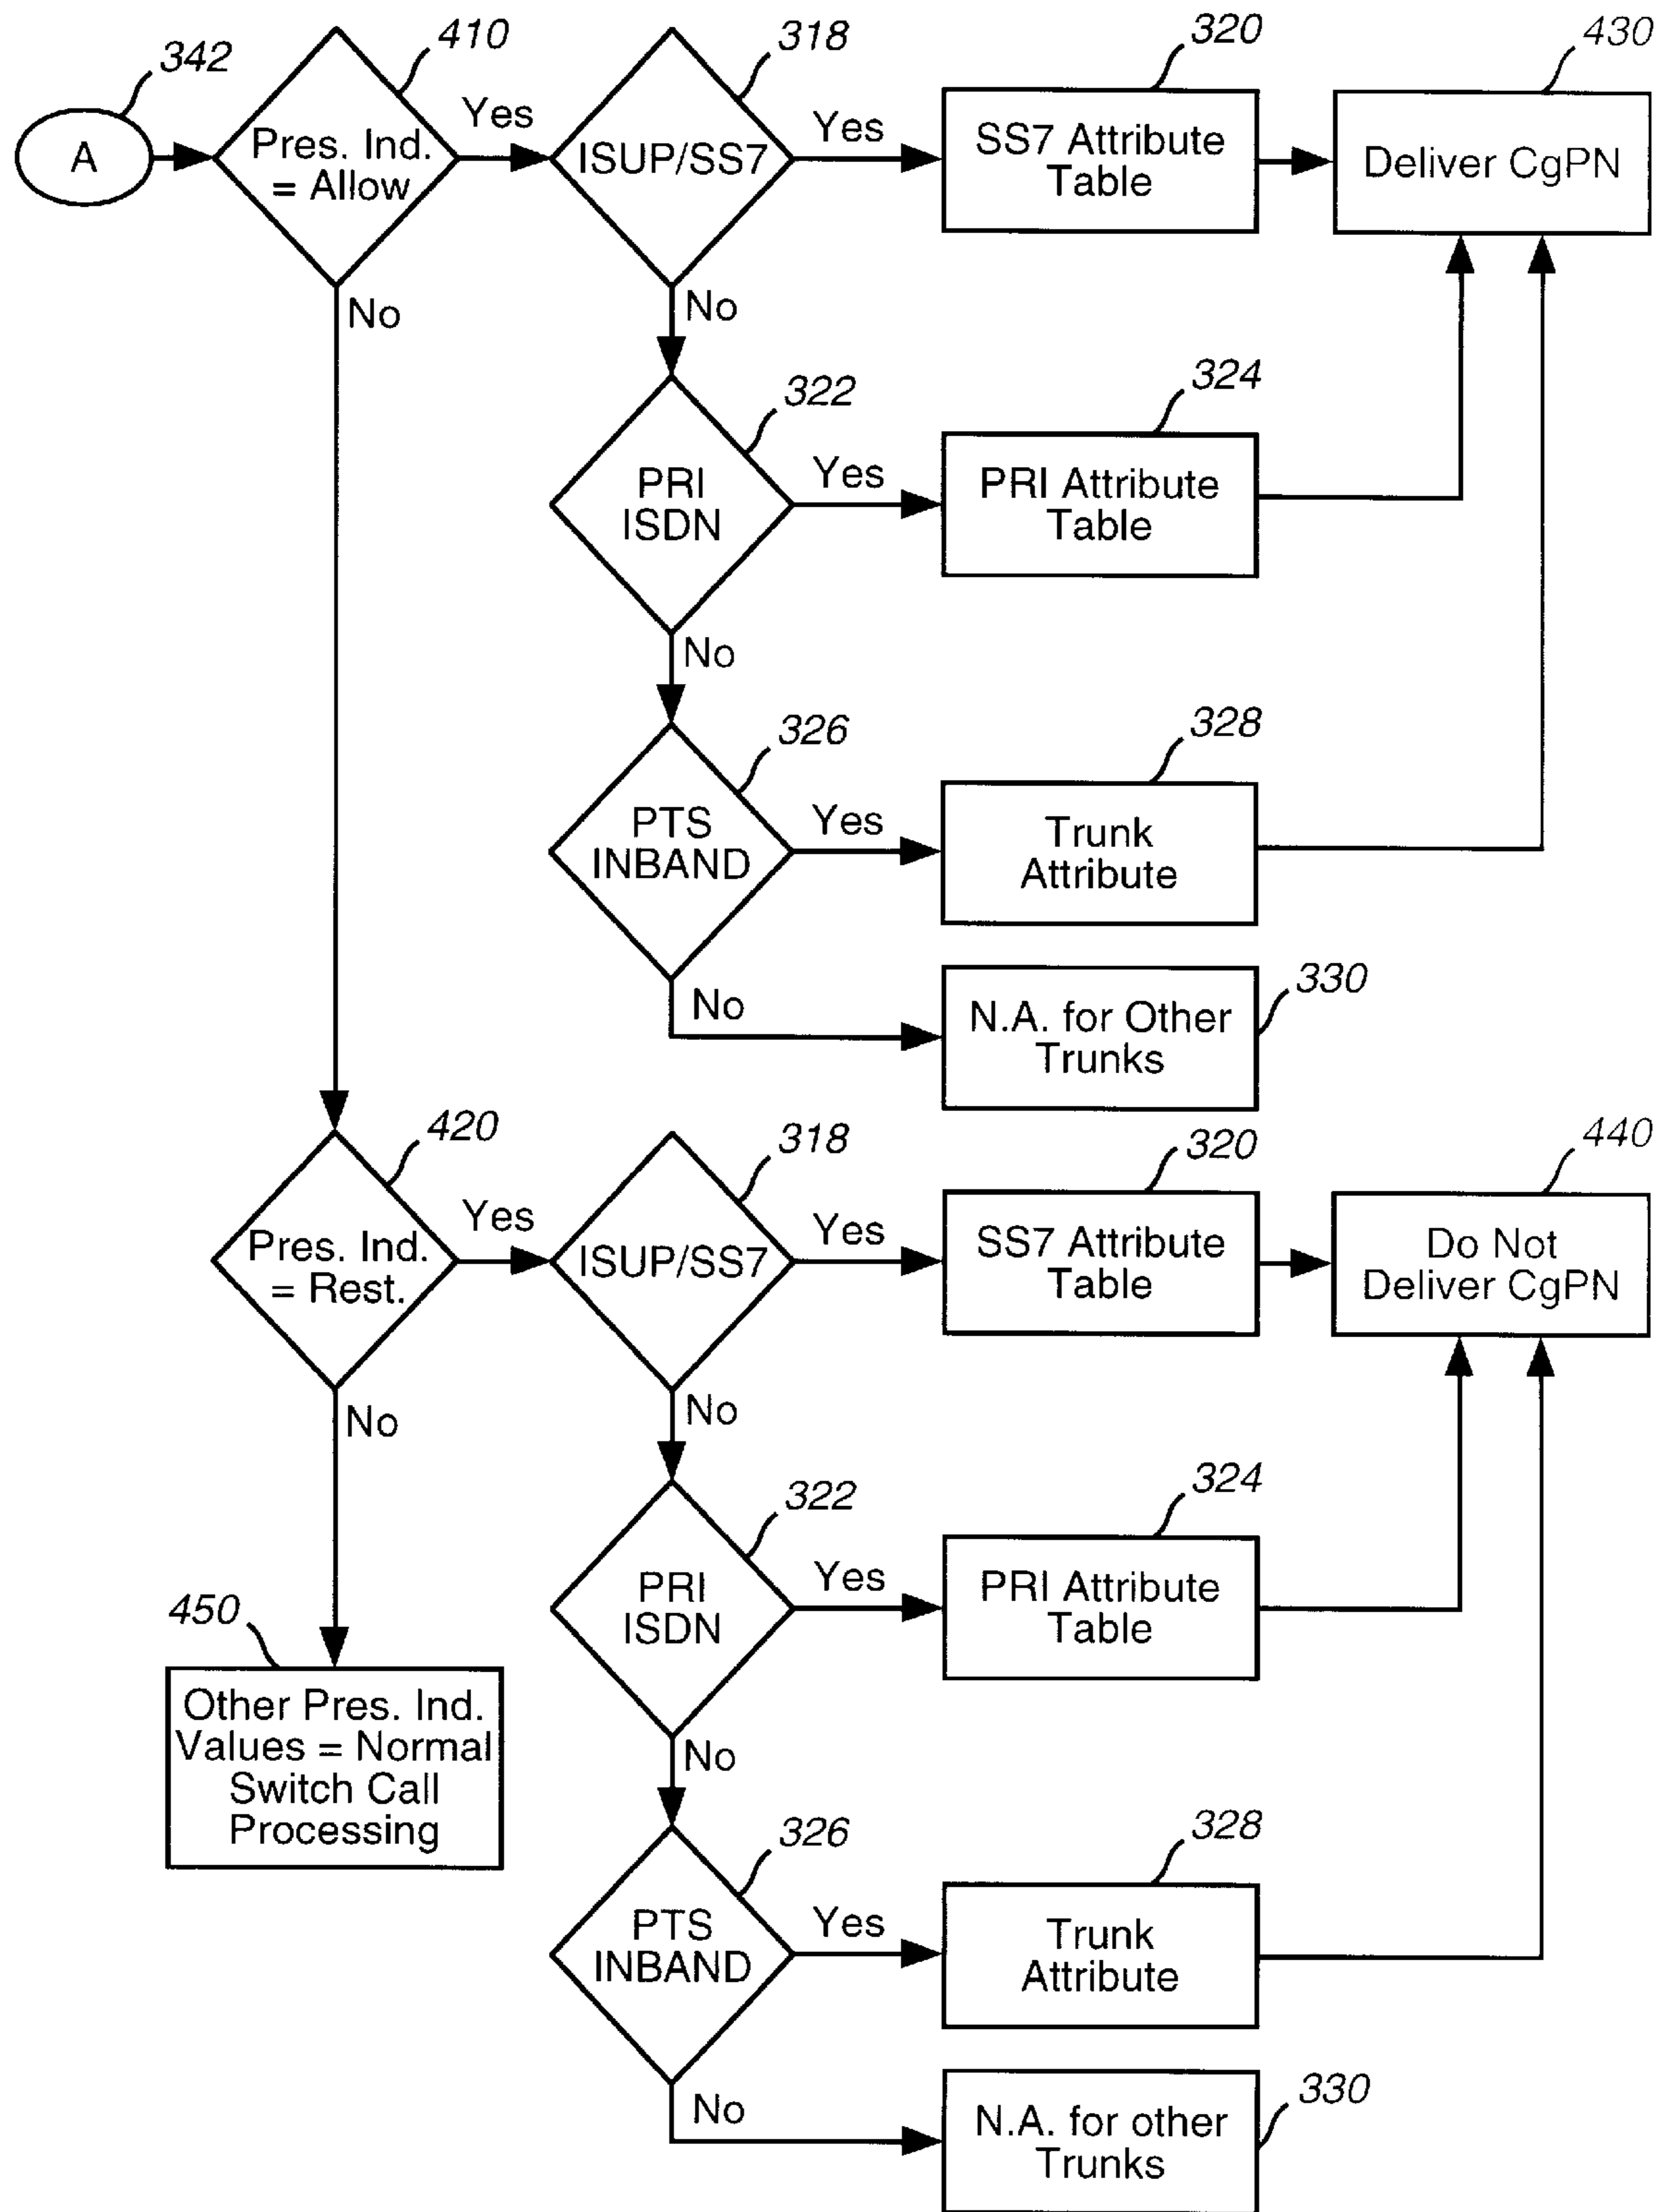 342
410
318
320
430
A
Pres. Ind.
= Allow
Yes
ISUP/SS7
Yes
SS7 Attribute
Table
Deliver CgPN
No
No
322
324
PRI
ISDN
Yes
PRI Attribute
Table
No
326
328
PTS
INBAND
Yes
Trunk
Attribute
No
330
N.A. for Other
Trunks
420
318
320
440
Pres. Ind.
= Rest.
Yes
ISUP/SS7
Yes
SS7 Attribute
Table
Do Not
Deliver CgPN
No
No
322
324
PRI
ISDN
Yes
PRI Attribute
Table
450
Other Pres. Ind.
Values = Normal
Switch Call
Processing
No
326
328
PTS
INBAND
Yes
Trunk
Attribute
No
330
N.A. for other
Trunks